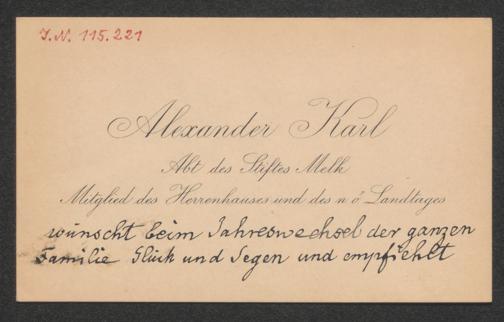 J.N. 115.221
Alexander Karl
Abt des Stiftes Melk
Mitglied des Herrenhauses und des n ö Landtages
wünscht beim Jahreswechsel der ganzen
Familie Glück und Segen und empfiehlt